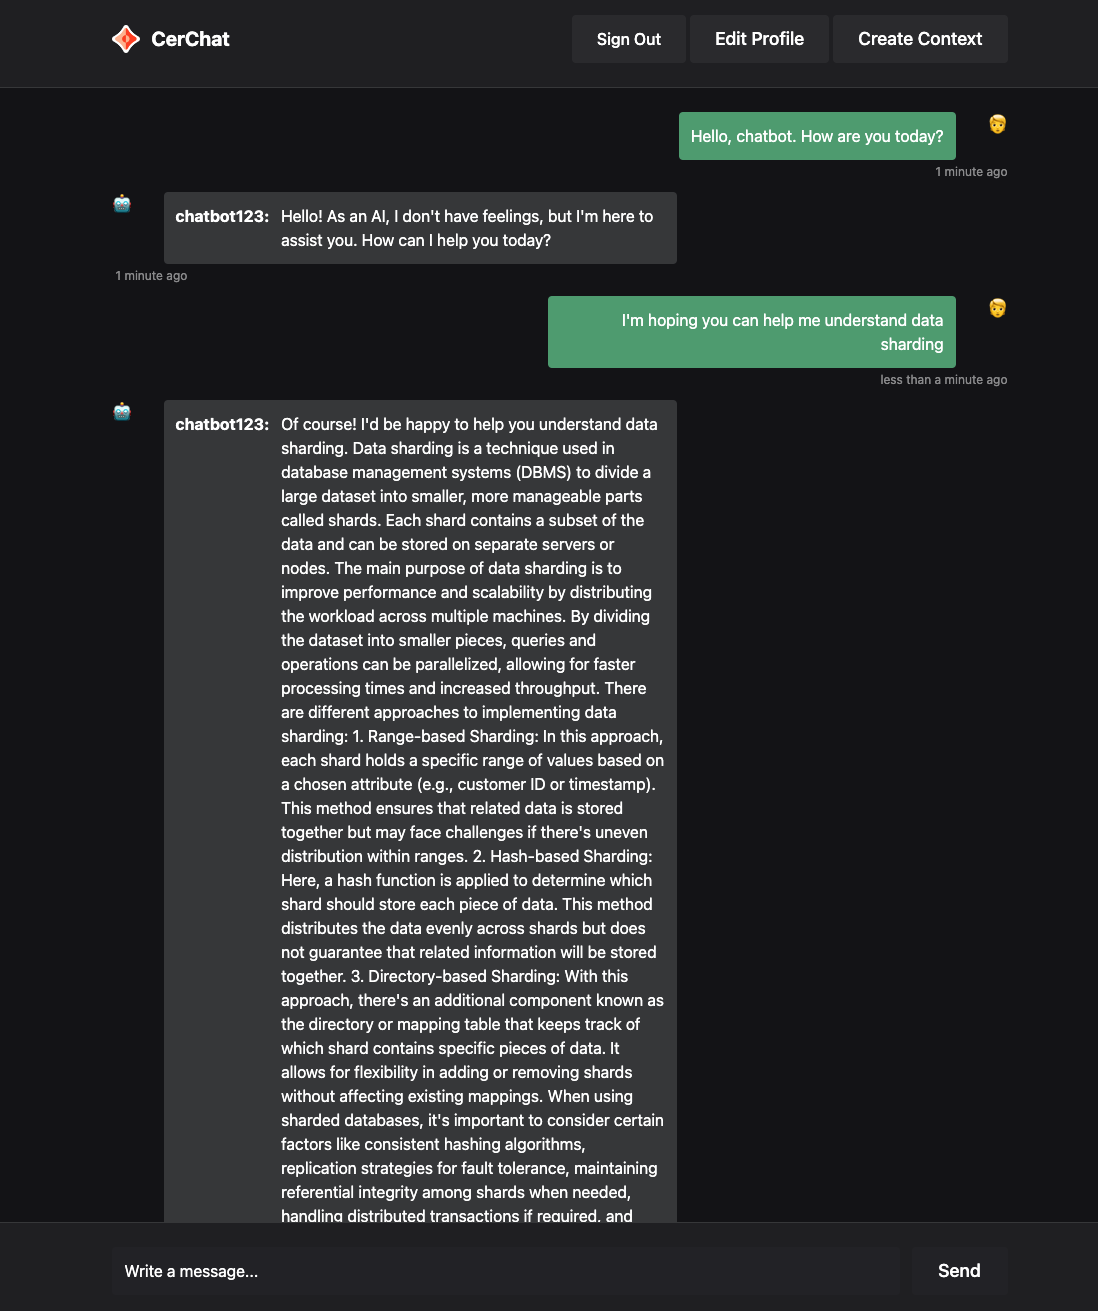 CerChat
Sign Out
Edit Profile
Create Context
Hello, chatbot. How are you today?
1 minute ago
chatbot123: Hello! As an AI, I don't have feelings, but I'm here to
assist you. How can I help you today?
1 minute ago
I'm hoping you can help me understand data
sharding
less than a minute ago
chatbot123: Of course! I'd be happy to help you understand data
sharding. Data sharding is a technique used in
database management systems (DBMS) to divide a
large dataset into smaller, more manageable parts
called shards. Each shard contains a subset of the
data and can be stored on separate servers or
nodes. The main purpose of data sharding is to
improve performance and scalability by distributing
the workload across multiple machines. By dividing
the dataset into smaller pieces, queries and
operations can be parallelized, allowing for faster
processing times and increased throughput. There
are different approaches to implementing data
sharding: 1. Range-based Sharding: In this approach,
each shard holds a specific range of values based on
a chosen attribute (e.g., customer ID or timestamp).
This method ensures that related data is stored
together but may face challenges if there's uneven
distribution within ranges. 2. Hash-based Sharding:
Here, a hash function is applied to determine which
shard should store each piece of data. This method
distributes the data evenly across shards but does
not guarantee that related information will be stored
together. 3. Directory-based Sharding: With this
approach, there's an additional component known as
the directory or mapping table that keeps track of
which shard contains specific pieces of data. It
allows for flexibility in adding or removing shards
without affecting existing mappings. When using
sharded databases, it's important to consider certain
factors like consistent hashing algorithms,
replication strategies for fault tolerance, maintaining
referential integrity among shards when needed,
handling distributed transactions if required, and
Write a message...
Send